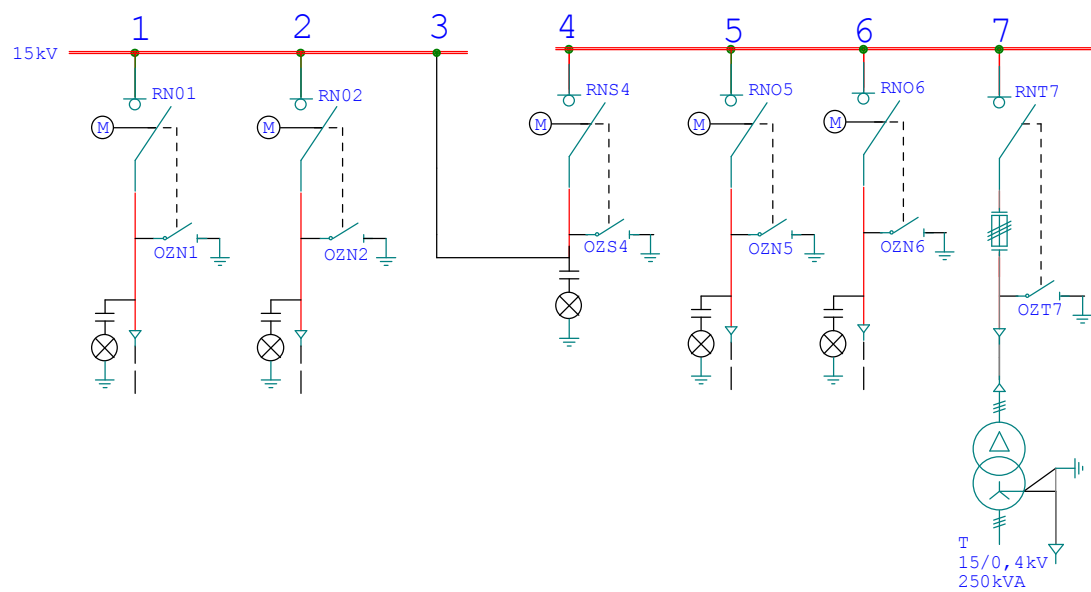 1 2 3 4 5 6 7
15kV
RN01 RN02 RNS4 RNO5 RNO6 RNT7
M M M M M
OZN1 OZN2 OZS4 OZN5 OZN6
OZT7
T
15/0,4kV
250kVA